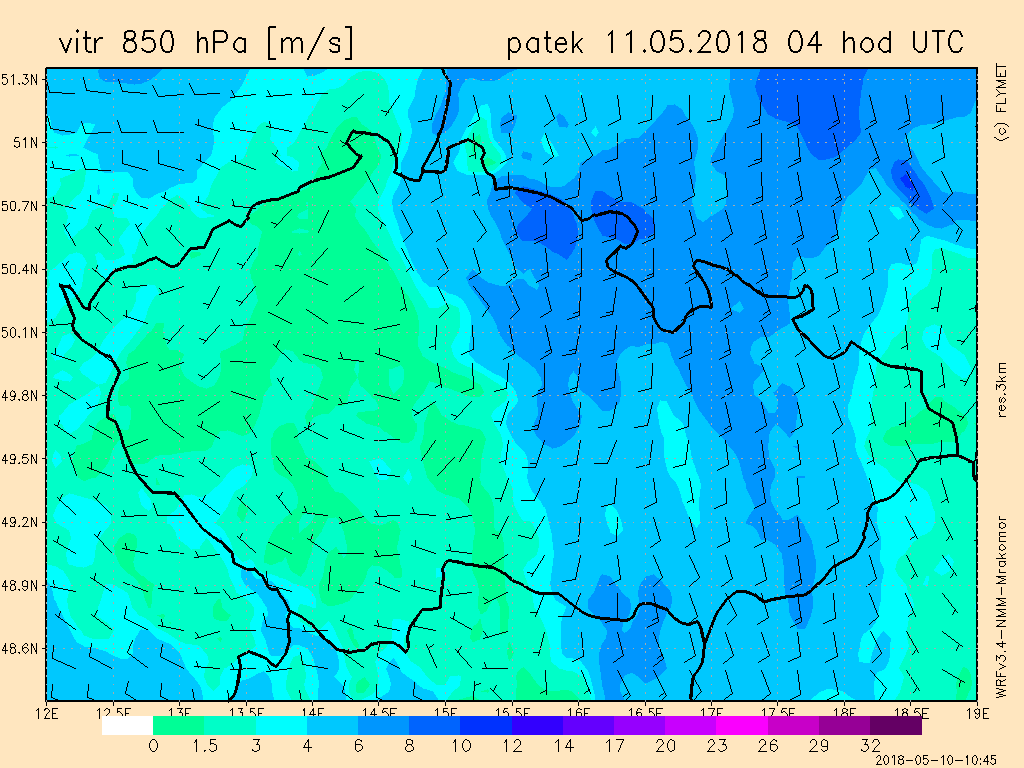 vitr 850 hPa [m/s] patek 11.05.2018 04 hod UTC
(c) FLYMET
51.3N
51N
50.7N
50.4N
50.1N
49.8N
49.5N
49.2N
48.9N
48.6N
res.3km
WRFv3.4-NMM-Mrakomor
12E 12.5E 13E 13.5E 14E 14.5E 15E 15.5E 16E 16.5E 17E 17.5E 18E 18.5E 19E
0 1.5 3 4 6 8 10 12 14 17 20 23 26 29 32
2018-05-10-10:45